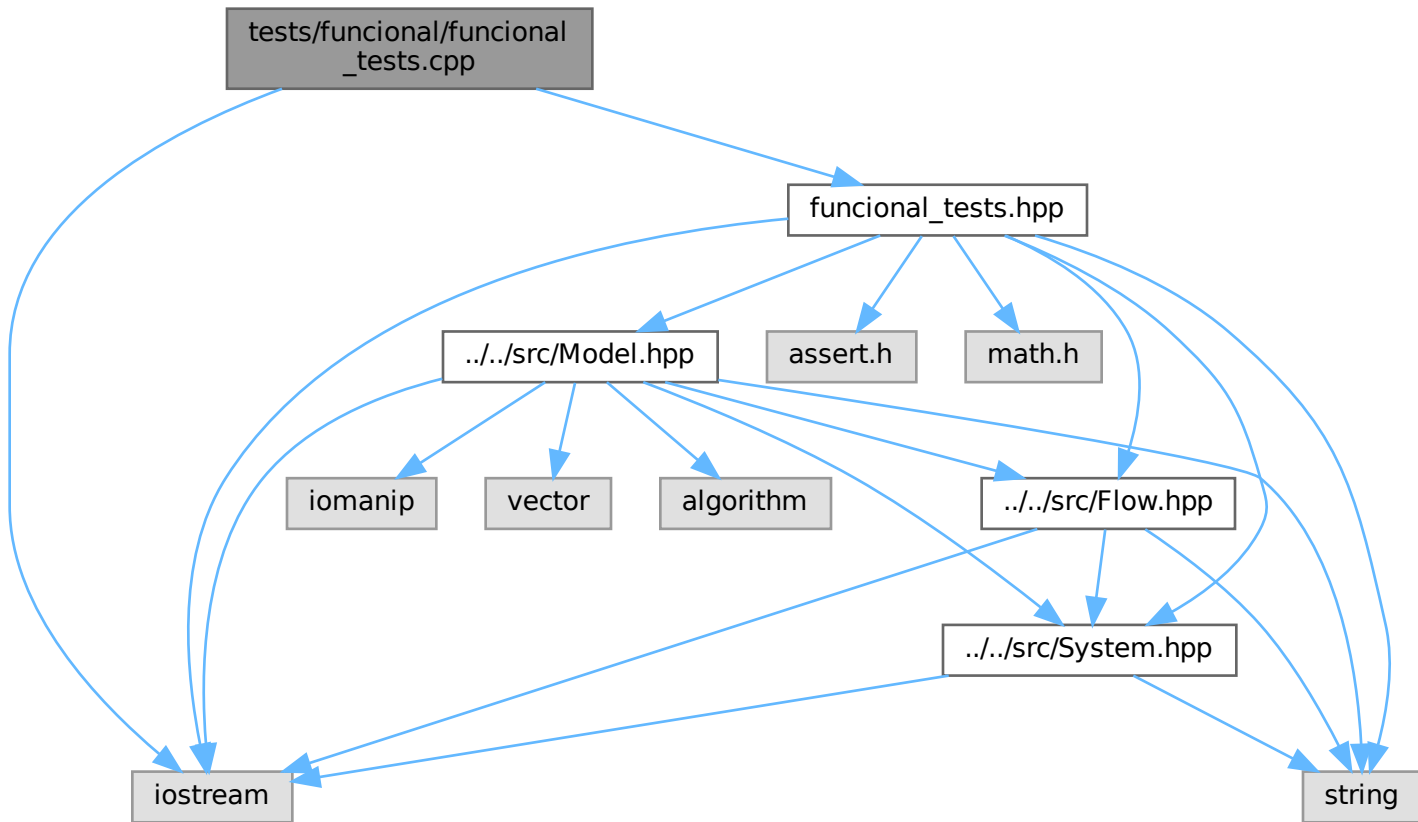 tests/funcional/funcional
_tests.cpp
funcional_tests.hpp
../../src/Model.hpp
assert.h
math.h
iomanip
vector
algorithm
../../src/Flow.hpp
../../src/System.hpp
iostream
string